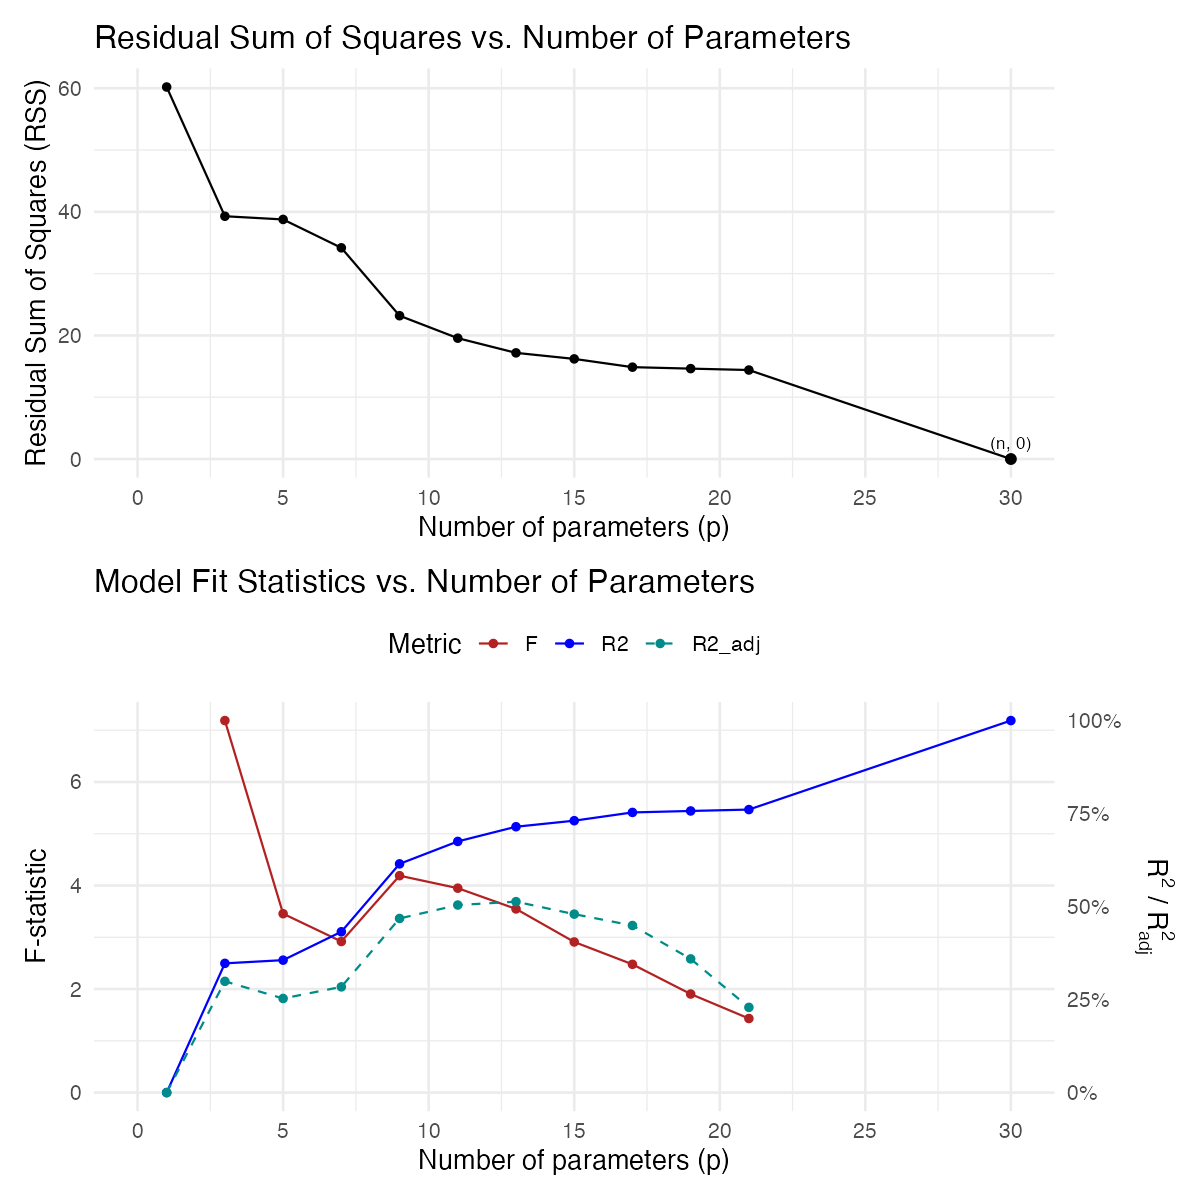 Residual Sum of Squares vs. Number of Parameters
Residual Sum of Squares (RSS)
60
40
20
0
(n, 0)
0 5 10 15 20 25 30
Number of parameters (p)
Model Fit Statistics vs. Number of Parameters
Metric F R2 R2_adj
F-statistic
6
4
2
0
100%
75%
50%
25%
0%
R² / R²adj
0 5 10 15 20 25 30
Number of parameters (p)